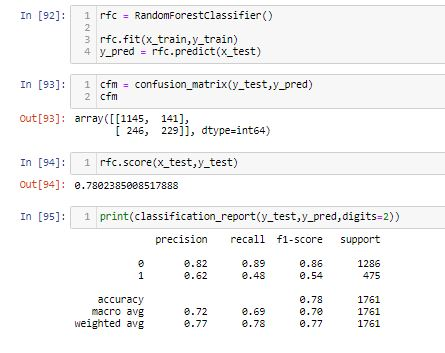 In [92]: 1 rfc = RandomForestClassifier()
2
3 rfc.fit(x_train,y_train)
4 y_pred = rfc.predict(x_test)
In [93]: 1 cfm = confusion_matrix(y_test,y_pred)
2 cfm
Out[93]: array([[1145, 141],
[ 246, 229]], dtype=int64)
In [94]: 1 rfc.score(x_test,y_test)
Out[94]: 0.7802385008517888
In [95]: 1 print(classification_report(y_test,y_pred,digits=2))
precision recall f1-score support
0 0.82 0.89 0.86 1286
1 0.62 0.48 0.54 475
accuracy 0.78 1761
macro avg 0.72 0.69 0.70 1761
weighted avg 0.77 0.78 0.77 1761